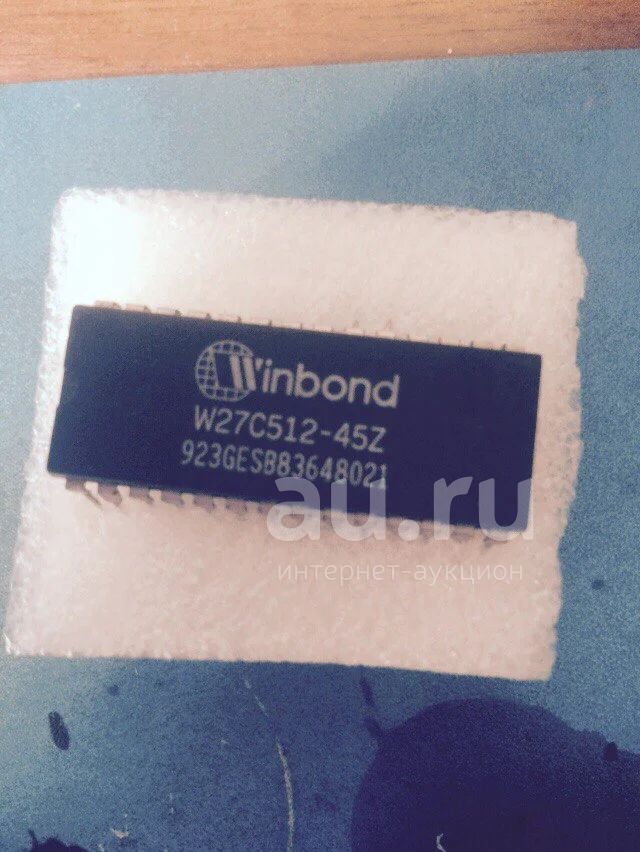 Winbond
W27C512-45Z
923GESB83648021
au.ru
интернет-аукцион